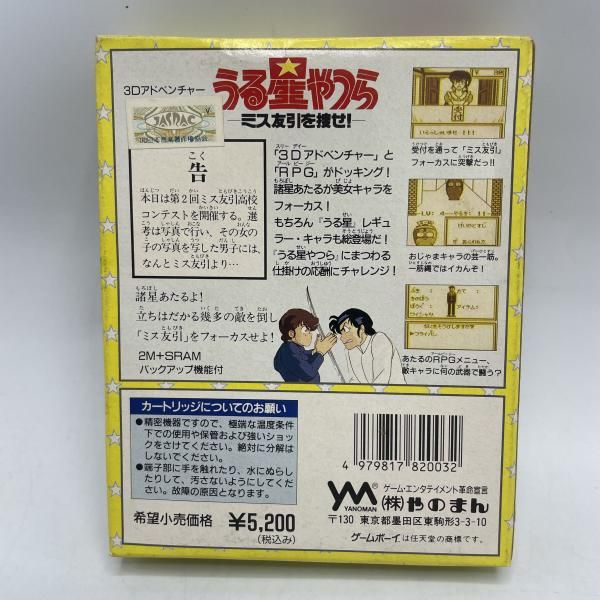 3Dアドベンチャー
うる星やつら
ミス友引を捜せ!
JASRAC
告
こく
本日は第2回ミス友引高校
コンテストを開催する。選
考は写真で行い、その女の
子の写真を写した男子には、
なんとミス友引より…
諸星あたるよ!
立ちはだかる幾多の敵を倒し
「ミス友引」をフォーカスせよ!
2M+SRAM
バックアップ機能付
「3Dアドベンチャー」と
「RPG」がドッキング!
諸星あたるが美女キャラを
フォーカス!
もちろん『うる星』レギュ
ラー・キャラも総登場だ!
『うる星やつら』にまつわる
仕掛けの応酬にチャレンジ!
受付
いらっしゃいませ!!
受付を通って「ミス友引」
フォーカスに突撃だっ!!
おじゃまキャラの芸一筋。
一筋縄ではイカんぞ!
あたるのRPGメニュー、
敵キャラに何の武器で闘う?
カートリッジについてのお願い
●精密機器ですので、極端な温度条件
下での使用や保管および強いショッ
クをさけてください。絶対に分解は
しないでください。
●端子部に手を触れたり、水にぬらし
たりして、汚さないようにしてくだ
さい。故障の原因となります。
希望小売価格 ¥5,200
(税込み)
4 979817 820032
YANOMAN
®
ゲーム・エンタテイメント革命宣言
(株)やのまん
〒130 東京都墨田区東駒形3-3-10
ゲームボーイは任天堂の商標です。